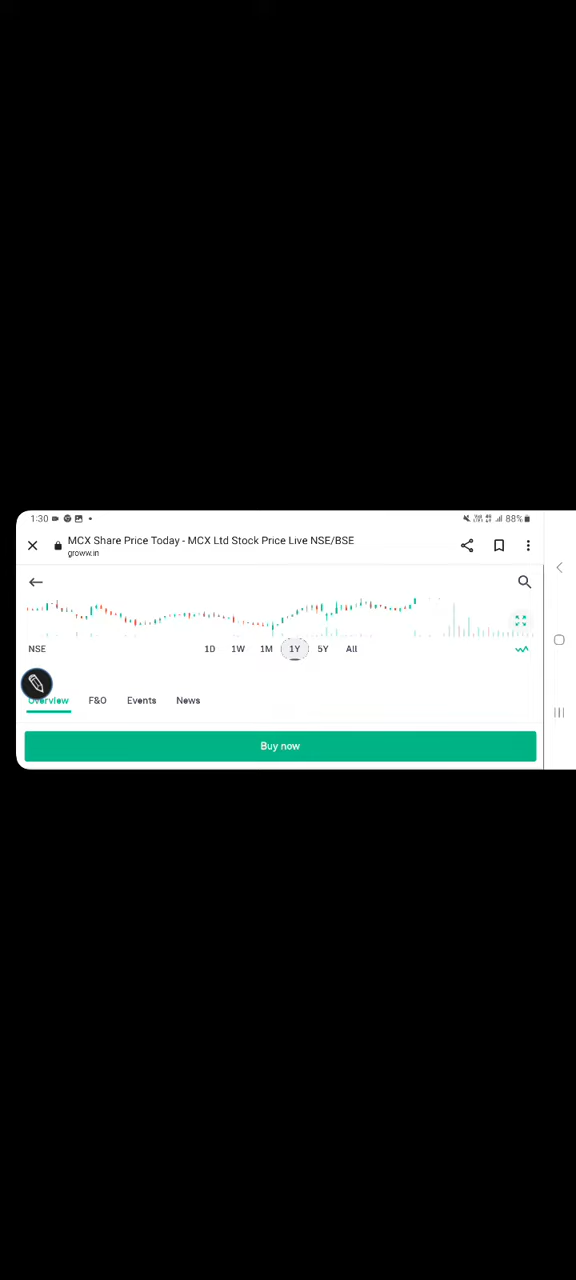 1:30 88%
MCX Share Price Today - MCX Ltd Stock Price Live NSE/BSE
groww.in
NSE 1D 1W 1M 1Y 5Y All
Overview F&O Events News
Buy now